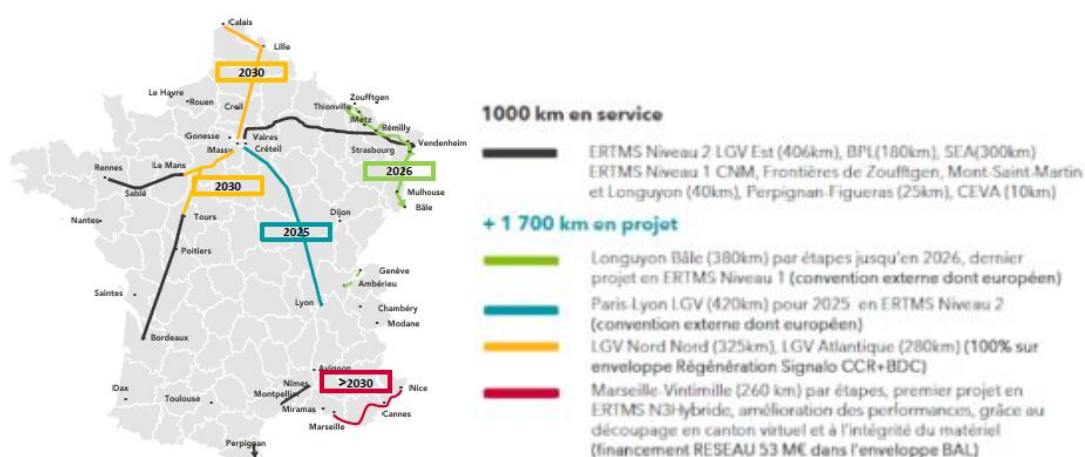 Calais
Lille
2030
Le Havre
Rouen
Creil
Thionville
Zoufftgen
Metz
Rémilly
Gonesse
Vaires
Massy
Créteil
Vendenheim
Strasbourg
Rennes
Le Mans
2030
2026
Sablé
Mulhouse
Bâle
Nantes
Tours
Dijon
2025
Poitiers
Genève
Ambérieu
Saintes
Lyon
Chambéry
Modane
Bordeaux
Avignon
Nîmes
>2030
Nice
Dax
Montpellier
Toulouse
Miramas
Cannes
Marseille
Perpignan
1000 km en service
ERTMS Niveau 2 LGV Est (406km), BPL(180km), SEA(300km)
ERTMS Niveau 1 CNM, Frontières de Zoufftgen, Mont-Saint-Martin
et Longuyon (40km), Perpignan-Figueras (25km), CEVA (10km)
+ 1 700 km en projet
Longuyon Bâle (380km) par étapes jusqu'en 2026, dernier
projet en ERTMS Niveau 1 (convention externe dont européen)
Paris-Lyon LGV (420km) pour 2025 en ERTMS Niveau 2
(convention externe dont européen)
LGV Nord Nord (325km), LGV Atlantique (280km) (100% sur
enveloppe Régénération Signalo CCR+BDC)
Marseille-Vintimille (260 km) par étapes, premier projet en
ERTMS N3Hybride, amélioration des performances, grâce au
découpage en canton virtuel et à l'intégrité du matériel
(financement RESEAU 53 M€ dans l'enveloppe BAL)